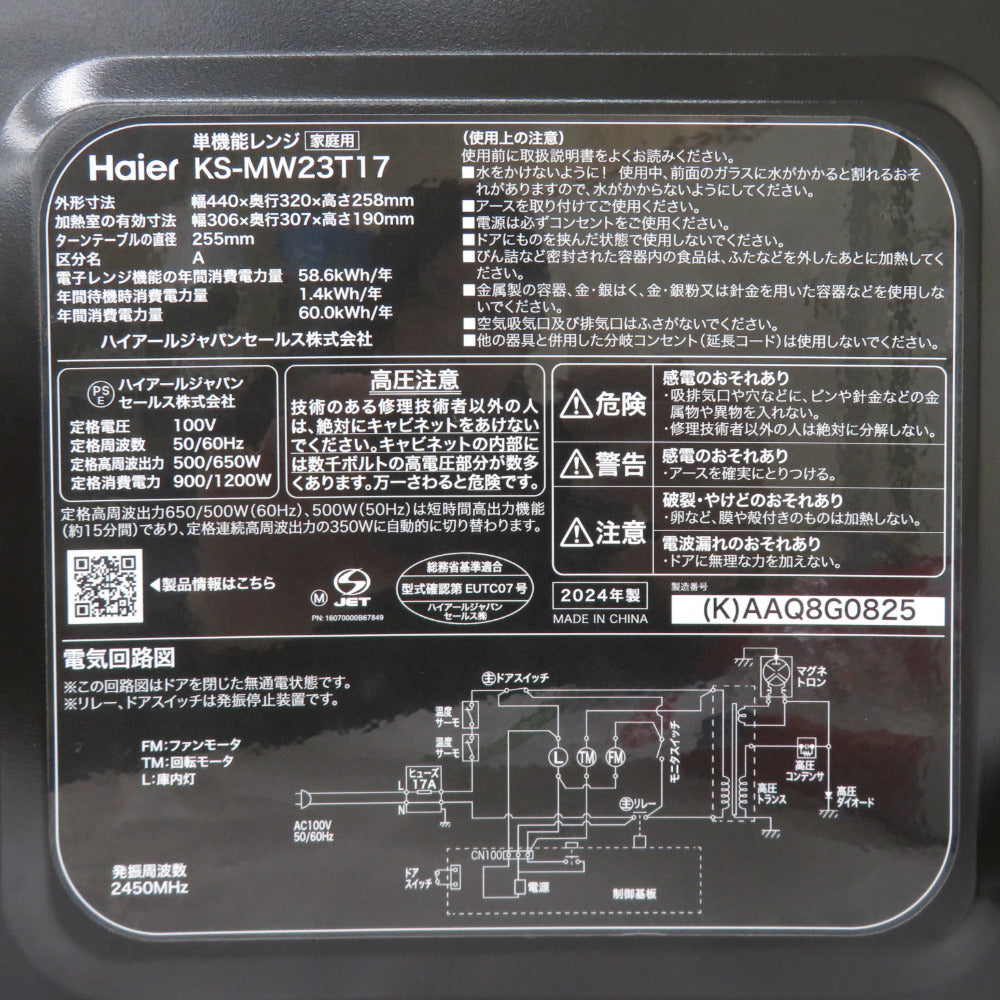 単機能レンジ 家庭用
Haier KS-MW23T17
外形寸法 幅440×奥行320×高さ258mm
加熱室の有効寸法 幅306×奥行307×高さ190mm
ターンテーブルの直径 255mm
区分名 A
電子レンジ機能の年間消費電力量 58.6kWh/年
年間待機時消費電力量 1.4kWh/年
年間消費電力量 60.0kWh/年
ハイアールジャパンセールス株式会社
(使用上の注意)
使用前に取扱説明書をよくお読みください。
■水をかけないように! 使用中、前面のガラスに水がかかると割れるおそ
れがありますので、水がかからないようにしてください。
■アースを取り付けてご使用ください。
■電源は必ずコンセントをご使用ください。
■ドアにものを挟んだ状態で使用しないでください。
■びん詰など密封された容器内の食品は、ふたなどを外したあとに加熱してく
ださい。
■金属製の容器、金・銀はく、金・銀粉又は針金を用いた容器などを使用しな
いでください。
■空気吸気口及び排気口はふさがないでください。
■他の器具と併用した分岐コンセント(延長コード)は使用しないでください。
PSE ハイアールジャパン
セールス株式会社
定格電圧 100V
定格周波数 50/60Hz
定格高周波出力 500/650W
定格消費電力 900/1200W
高圧注意
技術のある修理技術者以外の人
は、絶対にキャビネットをあけない
でください。キャビネットの内部に
は数千ボルトの高電圧部分が数多
くあります。万一さわると危険です。
定格高周波出力650/500W(60Hz)、500W(50Hz)は短時間高出力機能
(約15分間)であり、定格連続高周波出力の350Wに自動的に切り替わります。
危険
感電のおそれあり
・吸排気口や穴などに、ピンや針金などの金
属物や異物を入れない。
・修理技術者以外の人は絶対に分解しない。
警告
感電のおそれあり
・アースを確実にとりつける。
注意
破裂・やけどのおそれあり
・卵など、膜や殻付きのものは加熱しない。
電波漏れのおそれあり
・ドアに無理な力を加えない。
◀製品情報はこちら
M JET
PN:16070000B67849
総務省基準適合
型式確認第EUTC07号
ハイアールジャパン
セールス㈱
2024年製
MADE IN CHINA
製造番号
(K)AAQ8G0825
電気回路図
※この回路図はドアを閉じた無通電状態です。
※リレー、ドアスイッチは発振停止装置です。
FM:ファンモータ
TM:回転モータ
L:庫内灯
発振周波数
2450MHz
主ドアスイッチ
温度
サーモ
温度
サーモ
ヒューズ
17A
L
N
AC100V
50/60Hz
L
TM
FM
モニタスイッチ
主リレー
マグネ
トロン
高圧
コンデンサ
高圧
トランス
高圧
ダイオード
CN100
ドア
スイッチ
電源
制御基板